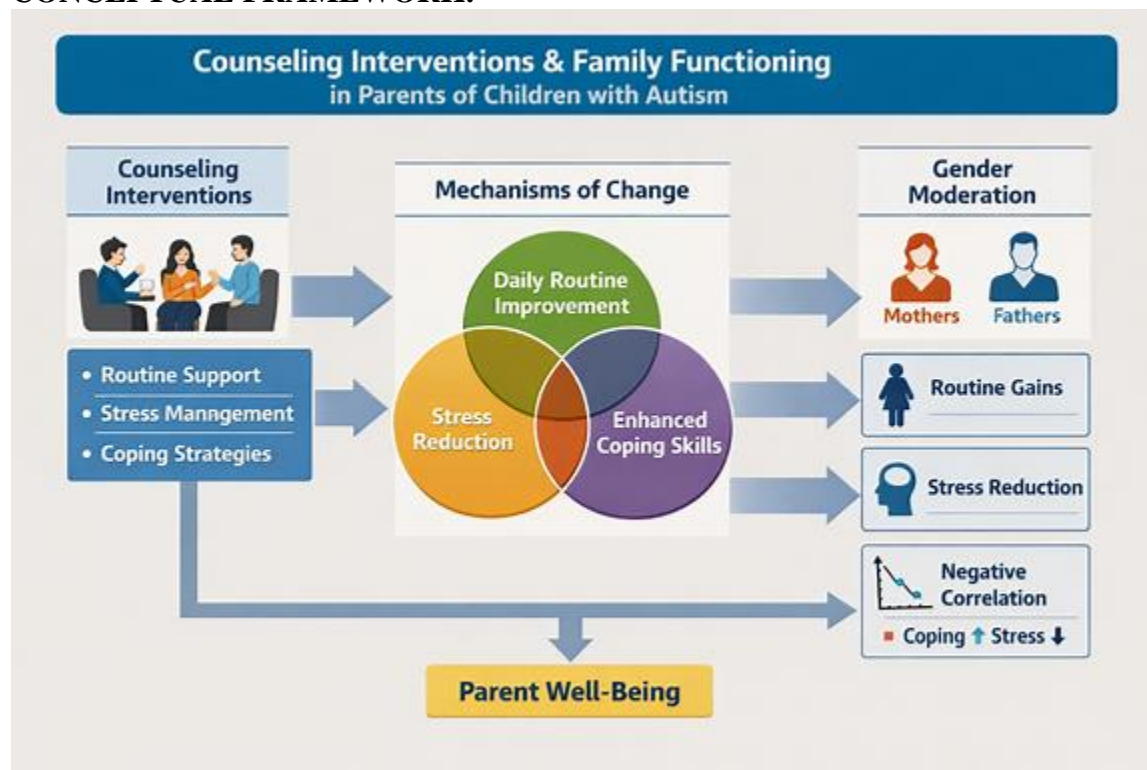 CONCEPTUAL FRAMEWORK:
Counseling Interventions & Family Functioning
in Parents of Children with Autism
Counseling
Interventions
• Routine Support
• Stress Manngement
• Coping Strategies
Mechanisms of Change
Daily Routine
Improvement
Stress
Reduction
Enhanced
Coping Skills
Gender
Moderation
Mothers Fathers
Routine Gains
Stress Reduction
Negative
Correlation
▪ Coping ↑ Stress ↓
Parent Well-Being